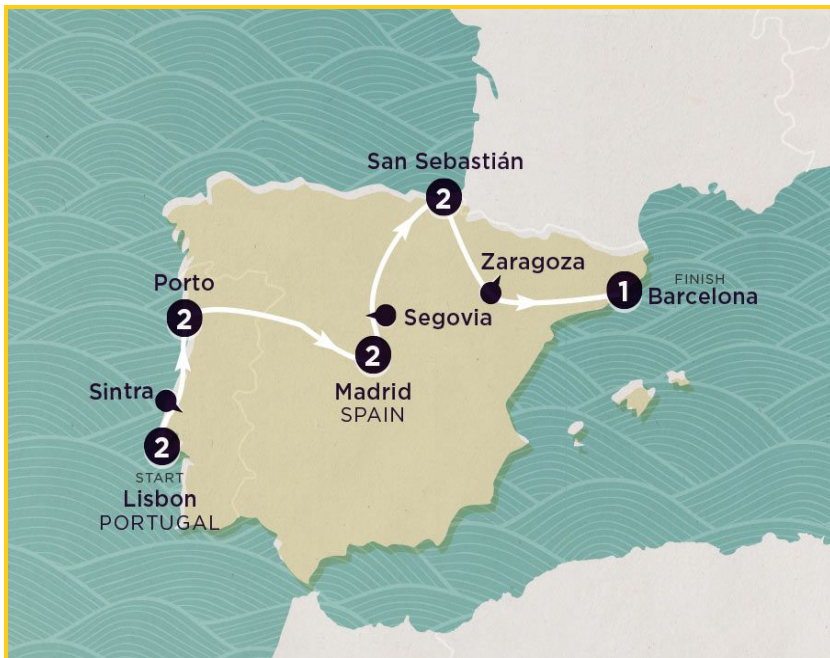 San Sebastián
2
Zaragoza
Porto
2
FINISH
1
Barcelona
Segovia
2
Madrid
SPAIN
Sintra
2
START
Lisbon
PORTUGAL